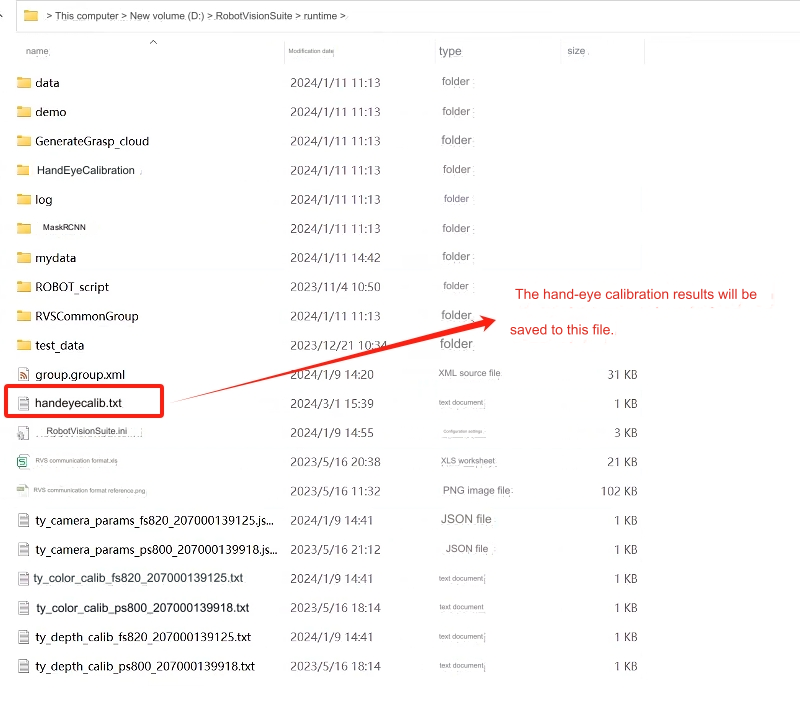 > This computer > New volume (D:) > RobotVisionSuite > runtime >
name Modification date type size
data 2024/1/11 11:13 folder
demo 2024/1/11 11:13 folder
GenerateGrasp_cloud 2024/1/11 11:13 folder
HandEyeCalibration 2024/1/11 11:13 folder
log 2024/1/11 11:13 folder
MaskRCNN 2024/1/11 11:13 folder
mydata 2024/1/11 14:42 folder
ROBOT_script 2023/11/4 10:50 folder
RVSCommonGroup 2024/1/11 11:13 folder
test_data 2023/12/21 10:34 folder
The hand-eye calibration results will be
saved to this file.
group.group.xml 2024/1/9 14:20 XML source file 31 KB
handeyecalib.txt 2024/3/1 15:39 text document 1 KB
RobotVisionSuite.ini 2024/1/9 14:55 Configuration settings 3 KB
RVS communication format.xls 2023/5/16 20:38 XLS worksheet 21 KB
RVS communication format reference.png 2023/5/16 11:32 PNG image file 102 KB
ty_camera_params_fs820_207000139125.js... 2024/1/9 14:41 JSON file 1 KB
ty_camera_params_ps800_207000139918.js... 2023/5/16 21:12 JSON file 1 KB
ty_color_calib_fs820_207000139125.txt 2024/1/9 14:41 text document 1 KB
ty_color_calib_ps800_207000139918.txt 2023/5/16 18:14 text document 1 KB
ty_depth_calib_fs820_207000139125.txt 2024/1/9 14:41 text document 1 KB
ty_depth_calib_ps800_207000139918.txt 2023/5/16 18:14 text document 1 KB